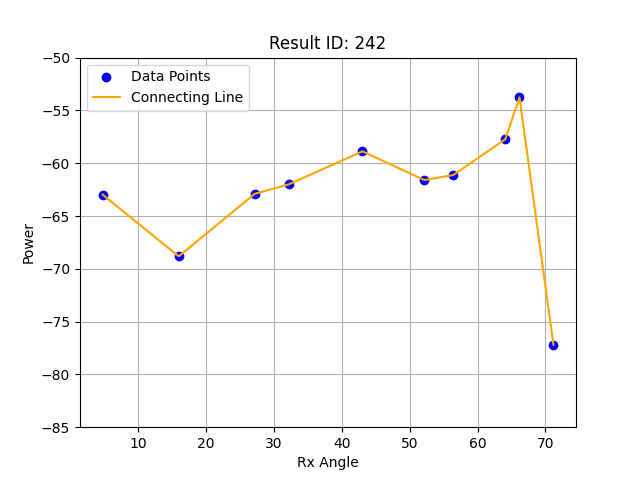 Result ID: 242
Data Points
Connecting Line
Power
−50
−55
−60
−65
−70
−75
−80
−85
10 20 30 40 50 60 70
Rx Angle